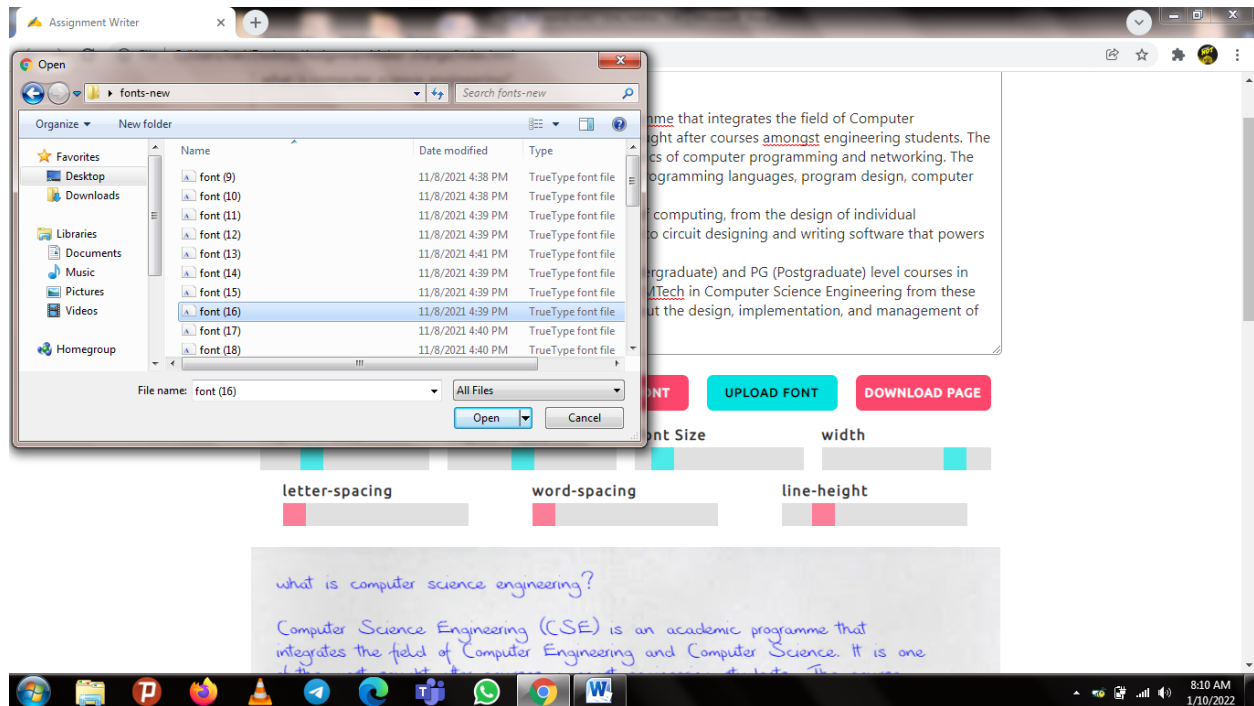 Assignment Writer
Open
fonts-new
Search fonts-new
Organize
New folder
Favorites
Desktop
Downloads
Libraries
Documents
Music
Pictures
Videos
Homegroup
Name Date modified Type
font (9) 11/8/2021 4:38 PM TrueType font file
font (10) 11/8/2021 4:38 PM TrueType font file
font (11) 11/8/2021 4:39 PM TrueType font file
font (12) 11/8/2021 4:39 PM TrueType font file
font (13) 11/8/2021 4:41 PM TrueType font file
font (14) 11/8/2021 4:39 PM TrueType font file
font (15) 11/8/2021 4:39 PM TrueType font file
font (16) 11/8/2021 4:39 PM TrueType font file
font (17) 11/8/2021 4:40 PM TrueType font file
font (18) 11/8/2021 4:40 PM TrueType font file
File name: font (16)
All Files
Open
Cancel
that integrates the field of Computer
after courses amongst engineering students. The
of computer programming and networking. The
languages, program design, computer
computing, from the design of individual
to circuit designing and writing software that powers
and PG (Postgraduate) level courses in
MTech in Computer Science Engineering from these
the design, implementation, and management of
UPLOAD FONT
DOWNLOAD PAGE
Size
width
letter-spacing
word-spacing
line-height
what is computer science engineering?
Computer Science Engineering (CSE) is an academic programme that
integrates the field of Computer Engineering and Computer Science. It is one
8:10 AM
1/10/2022